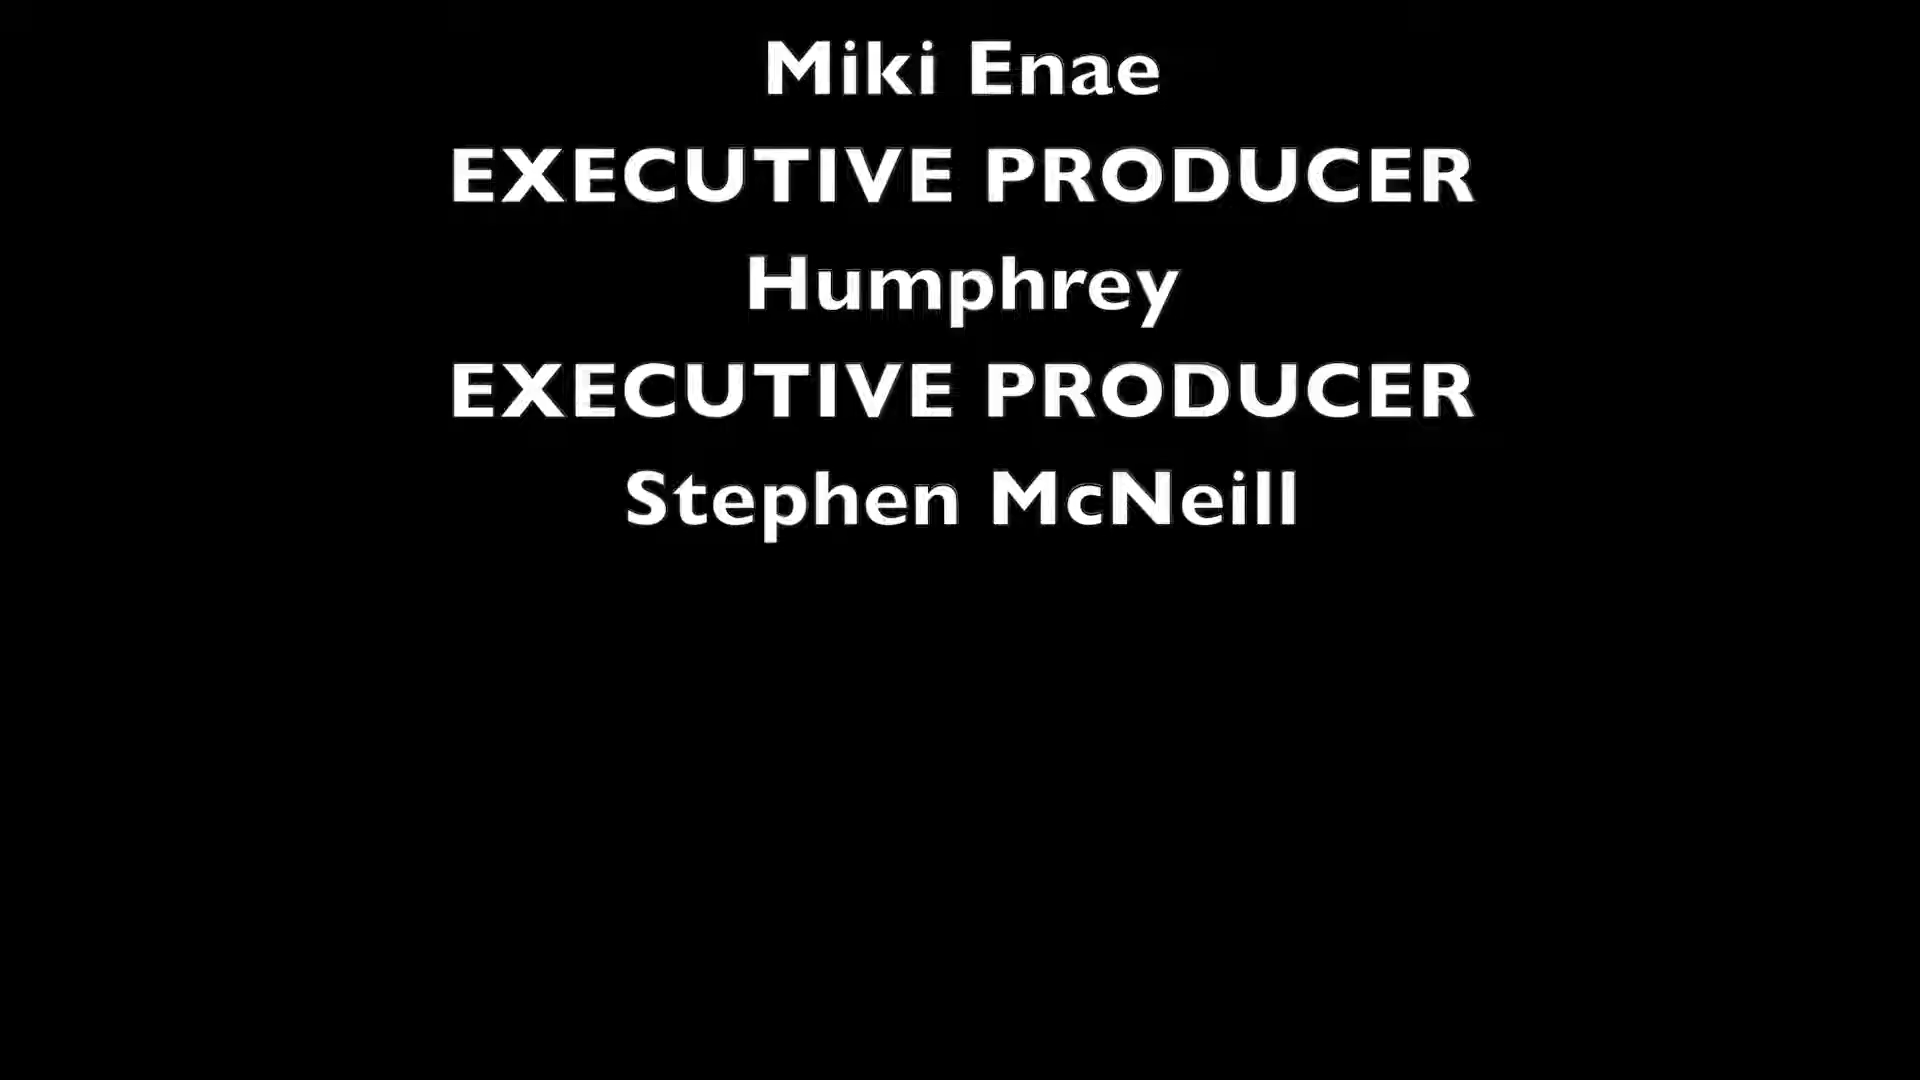 Miki Enae
EXECUTIVE PRODUCER
Humphrey
EXECUTIVE PRODUCER
Stephen McNeill